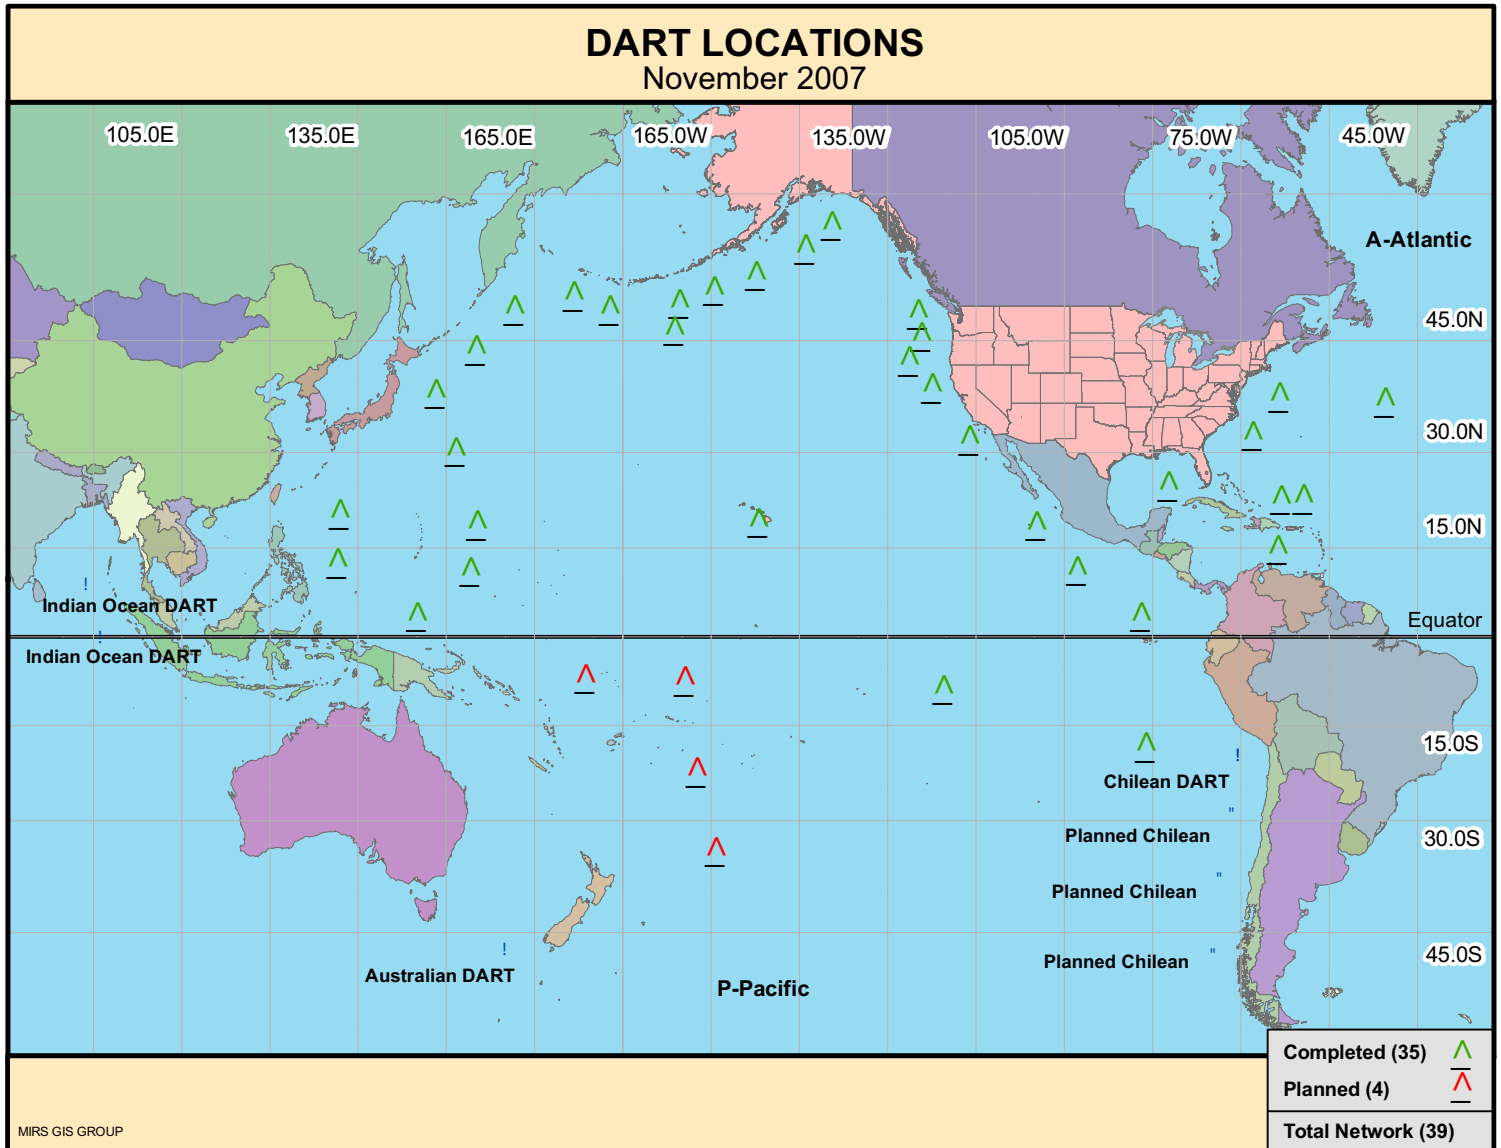 DART LOCATIONS
November 2007
105.0E 135.0E 165.0E 165.0W 135.0W 105.0W 75.0W 45.0W
A-Atlantic
45.0N
30.0N
15.0N
Indian Ocean DART
Equator
Indian Ocean DART
15.0S
Chilean DART
Planned Chilean
30.0S
Planned Chilean
45.0S
Planned Chilean
Australian DART
P-Pacific
Completed (35)
Planned (4)
Total Network (39)
MIRS GIS GROUP